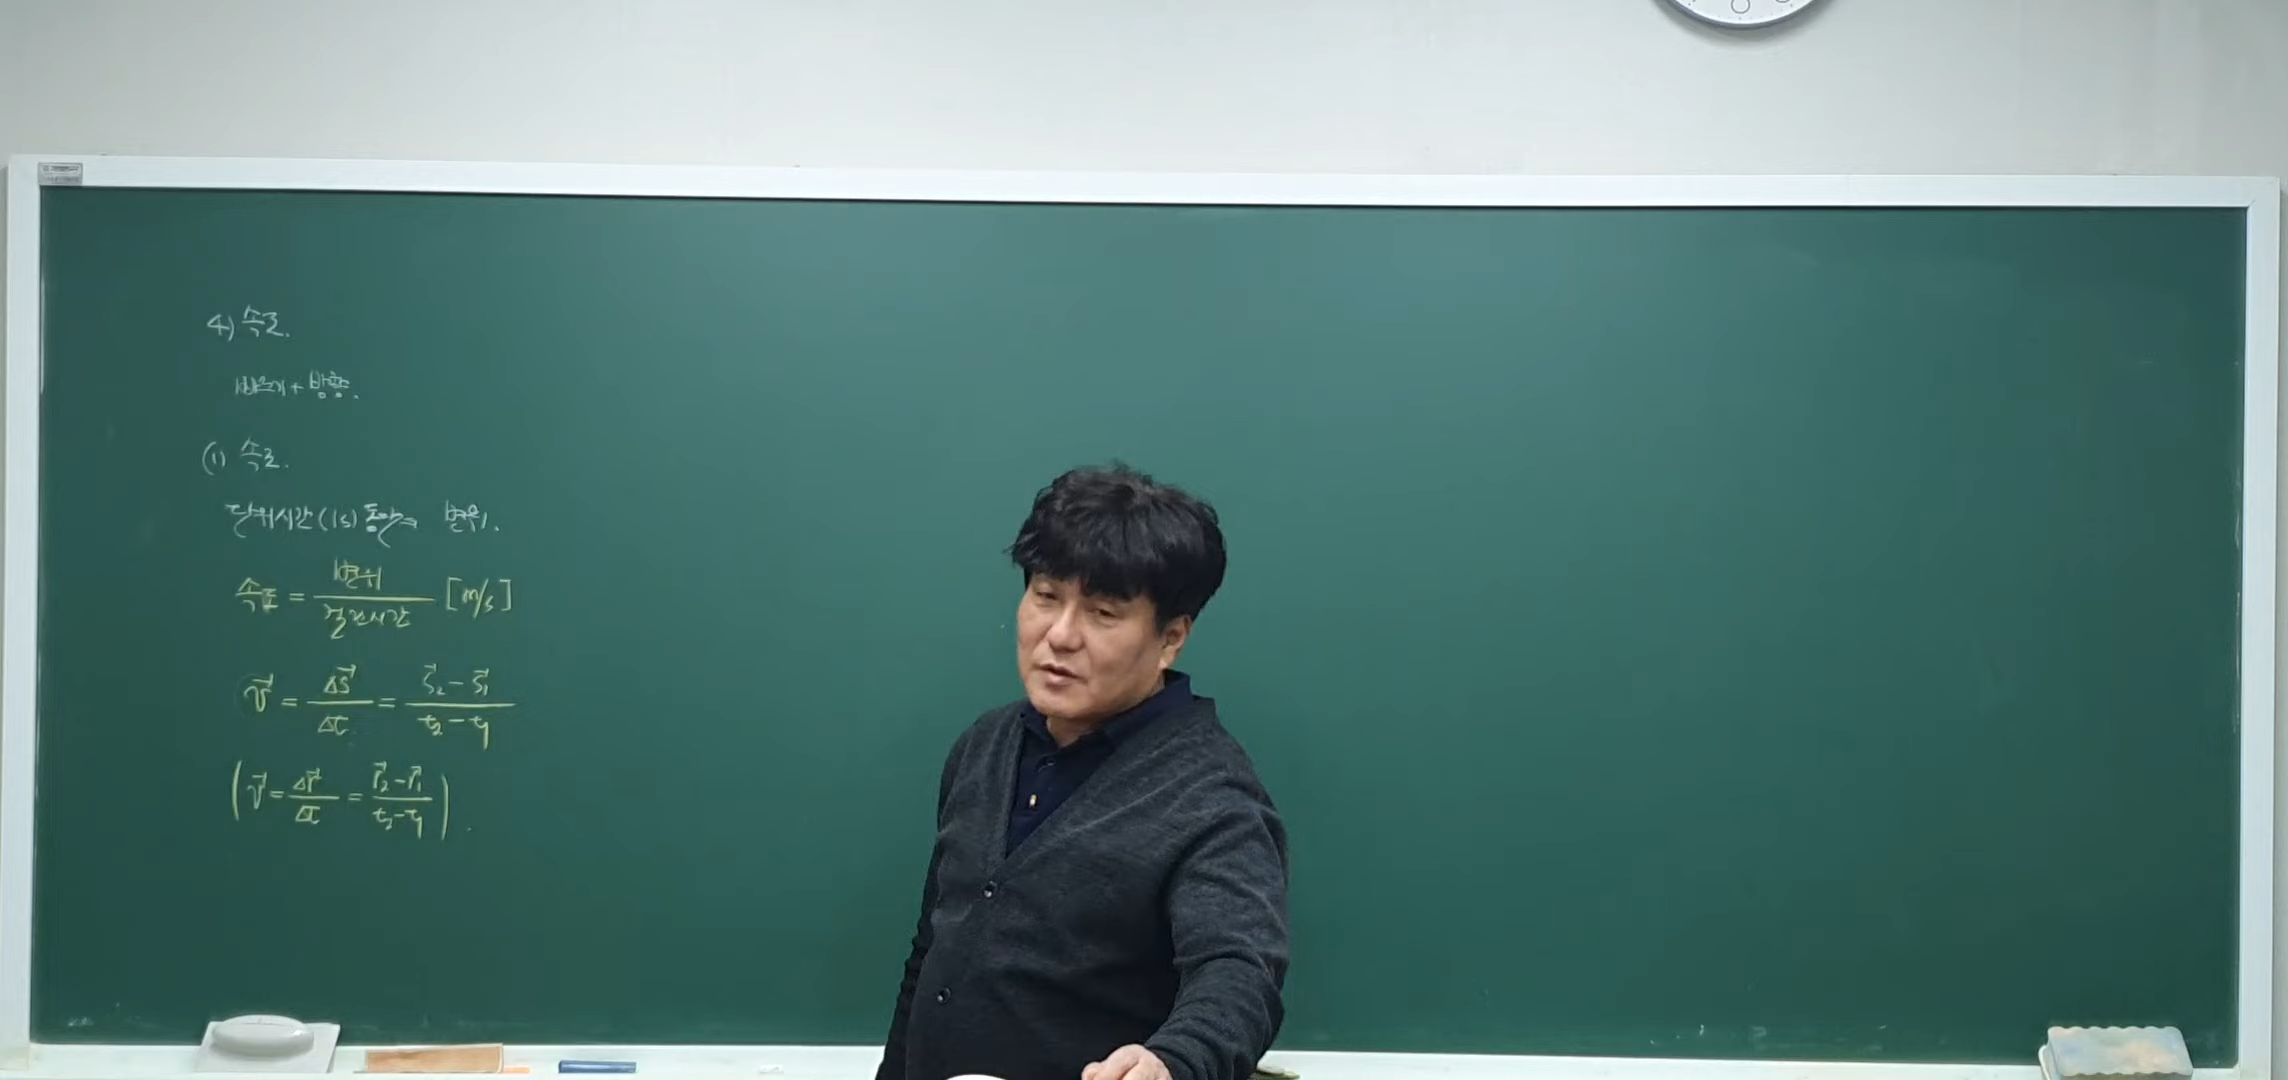 4) 속도.
빠르기 + 방향.
(1) 속도.
단위시간(1s) 동안의 변위.
속도 = 변위 / 걸린시간 [m/s]
v⃗ = Δs⃗ / Δt = (s⃗₂ − s⃗₁) / (t₂ − t₁)
( v⃗ = Δr⃗ / Δt = (r⃗₂ − r⃗₁) / (t₂ − t₁) ).